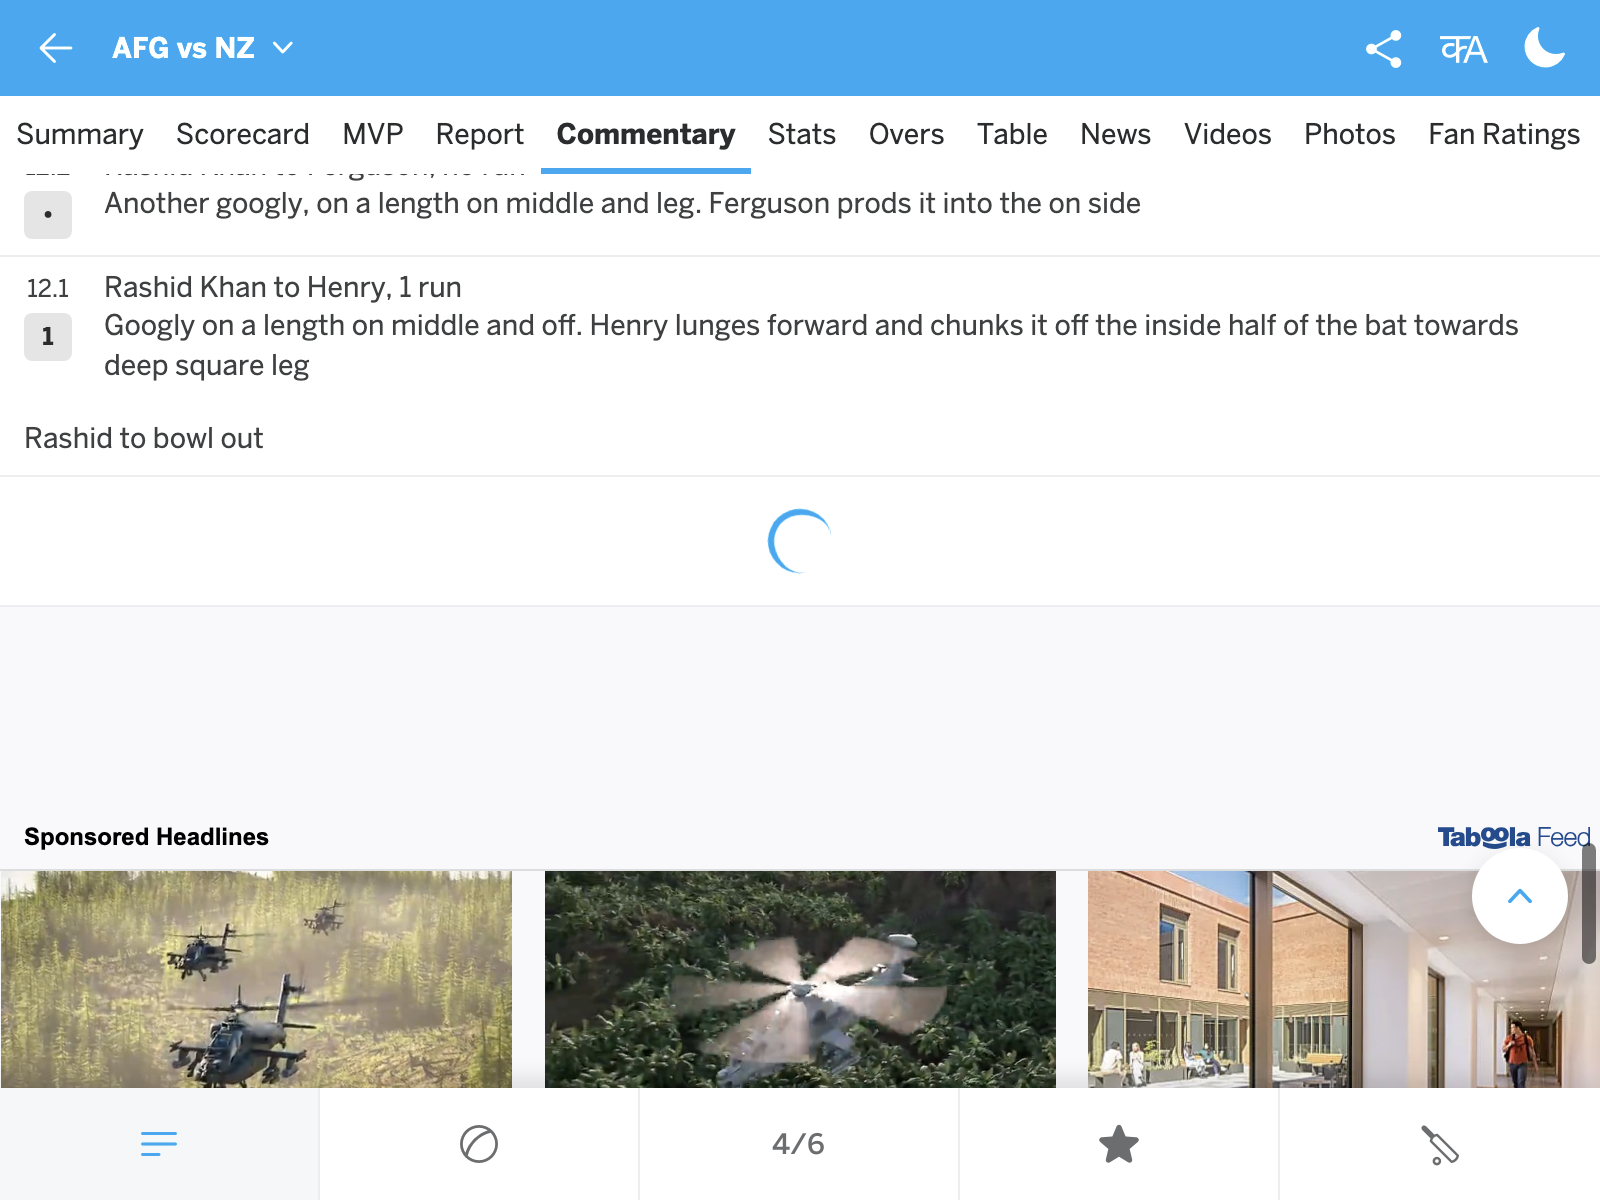 AFG vs NZ
Summary Scorecard MVP Report Commentary Stats Overs Table News Videos Photos Fan Ratings
• Another googly, on a length on middle and leg. Ferguson prods it into the on side
12.1 Rashid Khan to Henry, 1 run
1 Googly on a length on middle and off. Henry lunges forward and chunks it off the inside half of the bat towards
deep square leg
Rashid to bowl out
Sponsored Headlines Taboola Feed
4/6